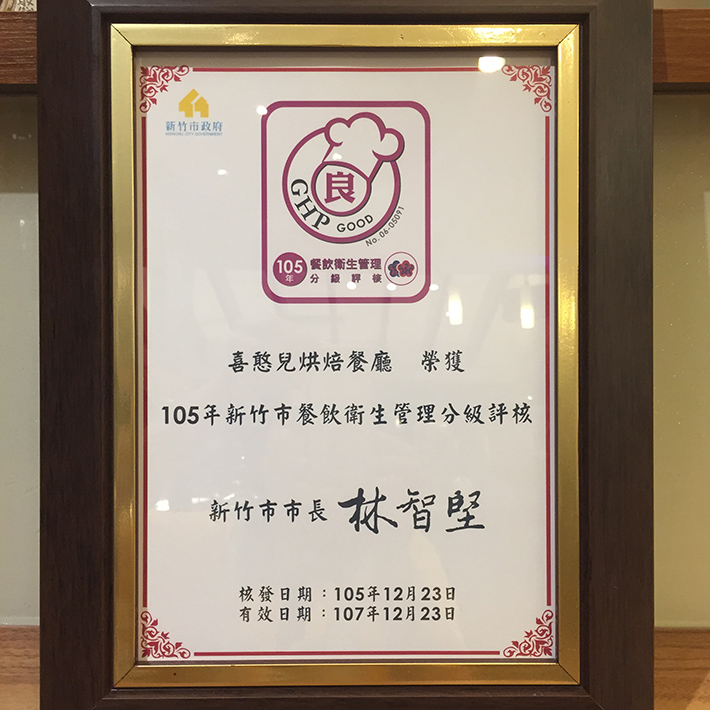 新竹市政府
HSINCHU CITY GOVERNMENT
良
GHP GOOD
No. 06-05091
105年 餐飲衛生管理
分級評核
喜憨兒烘焙餐廳 榮獲
105年新竹市餐飲衛生管理分級評核
新竹市市長 林智堅
核發日期：105年12月23日
有效日期：107年12月23日